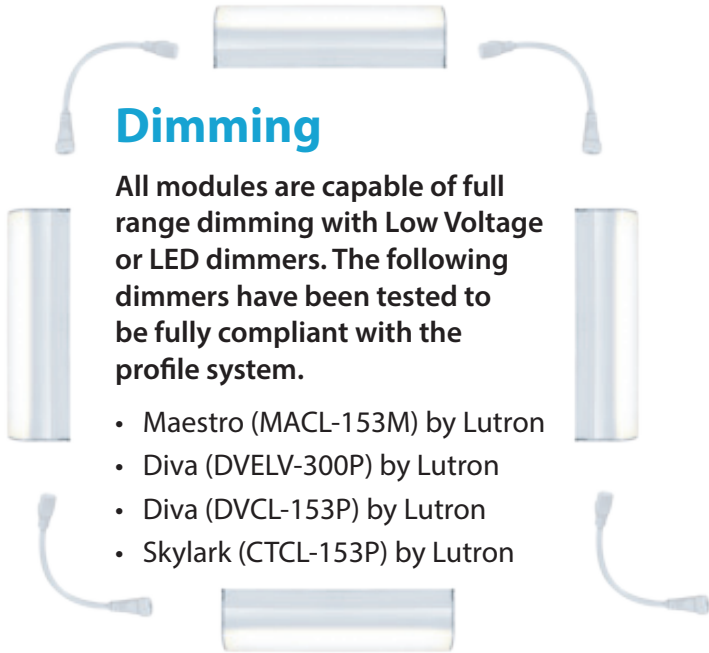 Dimming
All modules are capable of full
range dimming with Low Voltage
or LED dimmers. The following
dimmers have been tested to
be fully compliant with the
profile system.
• Maestro (MACL-153M) by Lutron
• Diva (DVELV-300P) by Lutron
• Diva (DVCL-153P) by Lutron
• Skylark (CTCL-153P) by Lutron